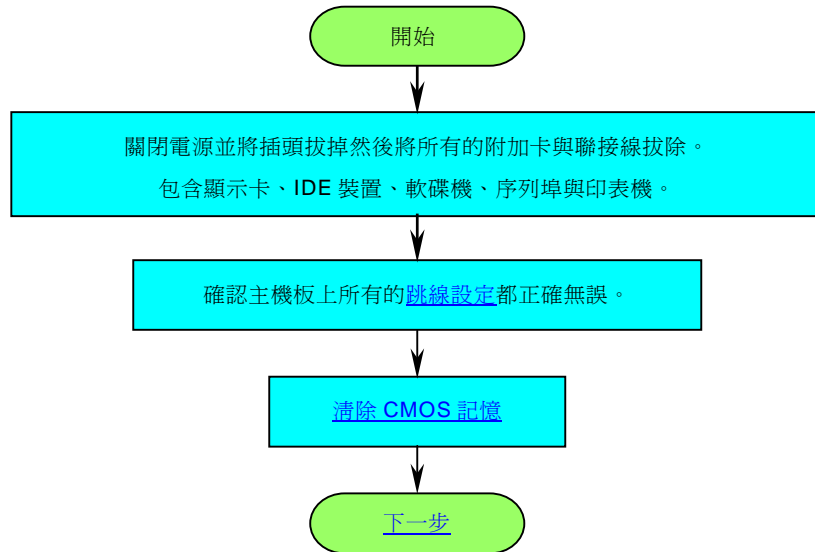 開始
關閉電源並將插頭拔掉然後將所有的附加卡與聯接線拔除。
包含顯示卡、IDE 裝置、軟碟機、序列埠與印表機。
確認主機板上所有的跳線設定都正確無誤。
清除 CMOS 記憶
下一步